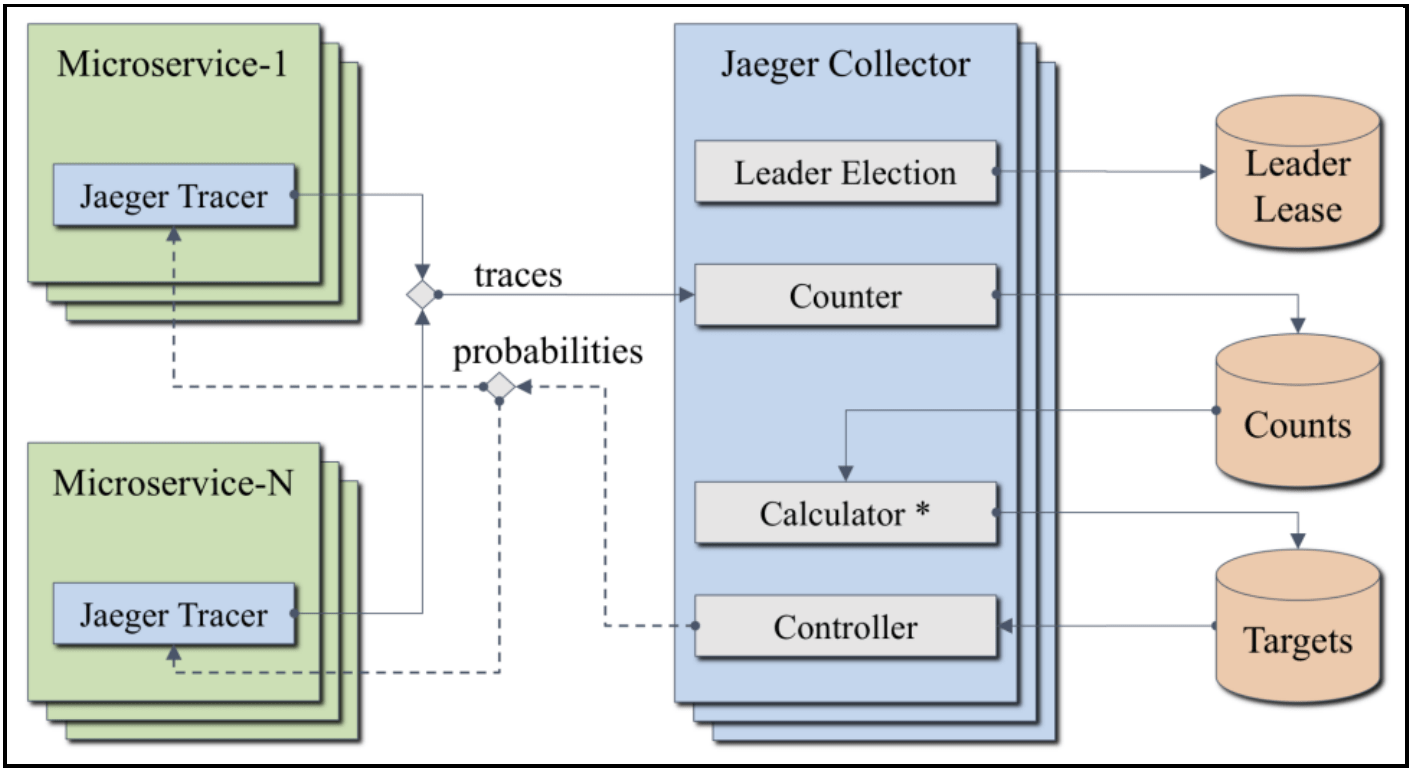 Microservice-1
Jaeger Tracer
Microservice-N
Jaeger Tracer
traces
probabilities
Jaeger Collector
Leader Election
Counter
Calculator *
Controller
Leader
Lease
Counts
Targets